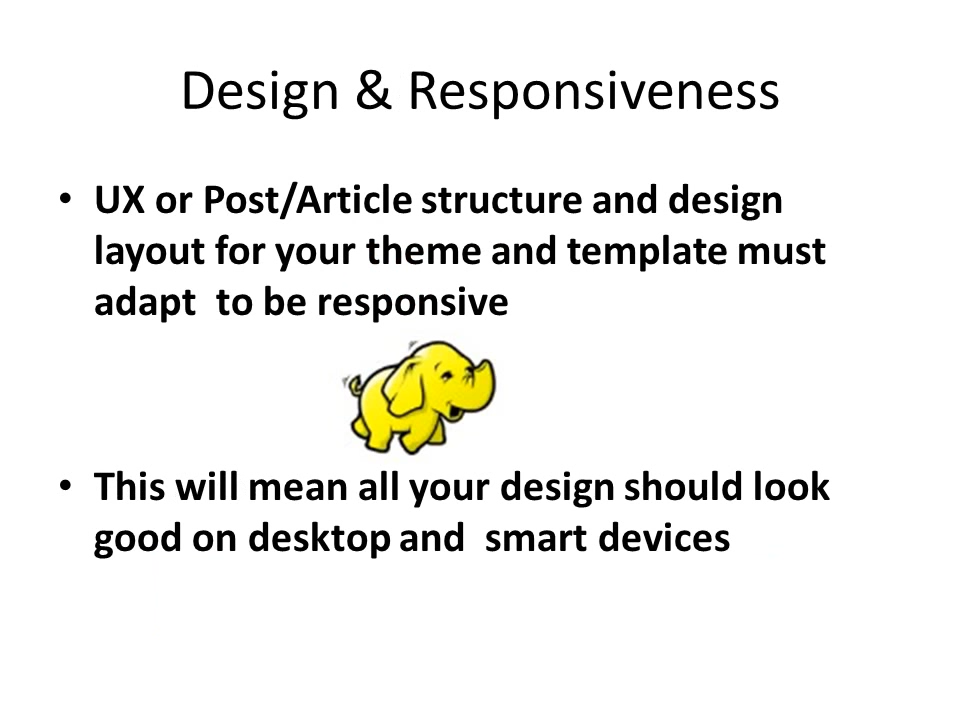 Design & Responsiveness
• UX or Post/Article structure and design
layout for your theme and template must
adapt  to be responsive
• This will mean all your design should look
good on desktop and  smart devices